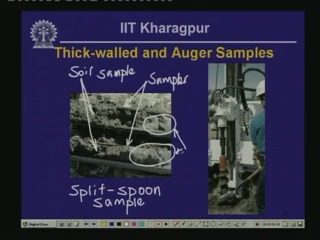 IIT Kharagpur
Thick-walled and Auger Samples
Soil sample
Sampler
Split-spoon
sample